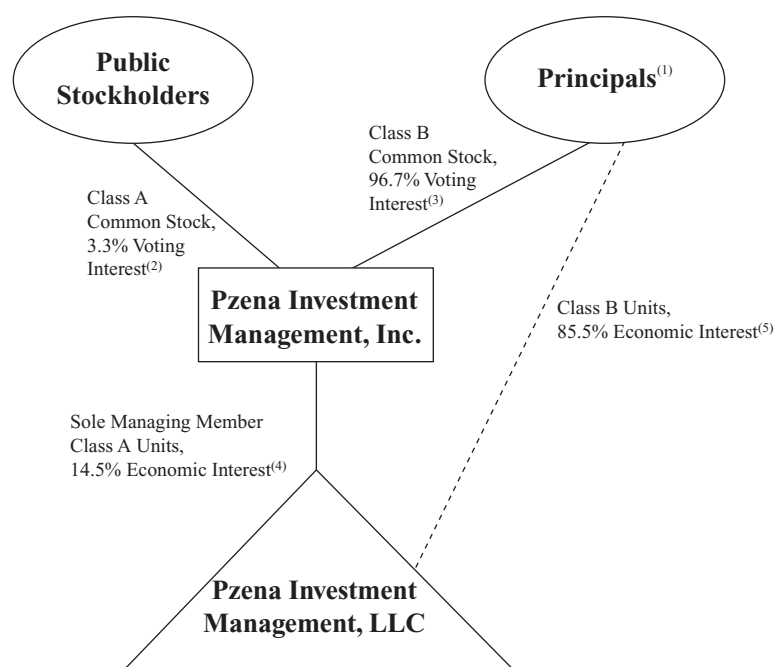 Public
Stockholders
Principals(1)
Class B
Common Stock,
96.7% Voting
Interest(3)
Class A
Common Stock,
3.3% Voting
Interest(2)
Pzena Investment
Management, Inc.
Class B Units,
85.5% Economic Interest(5)
Sole Managing Member
Class A Units,
14.5% Economic Interest(4)
Pzena Investment
Management, LLC